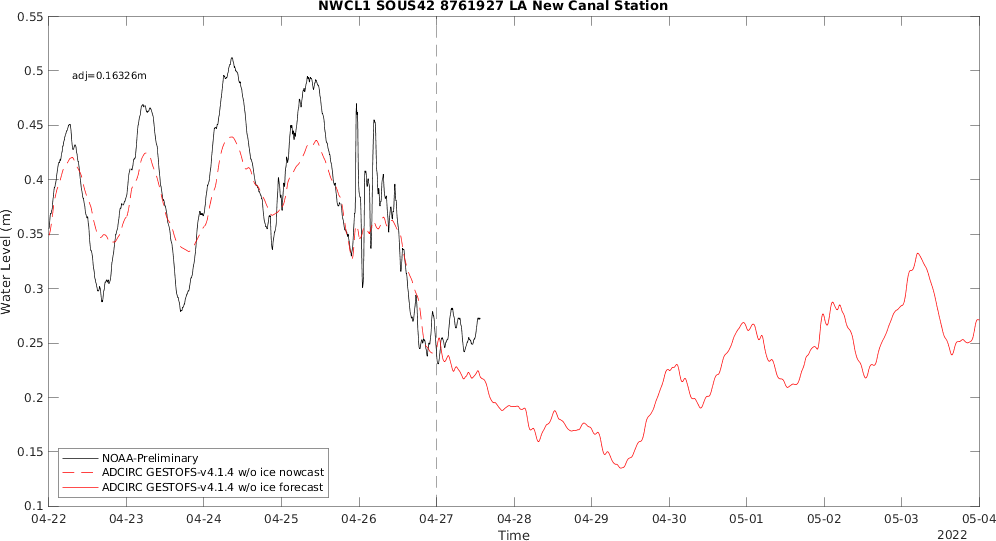 NWCL1 SOUS42 8761927 LA New Canal Station
0.55
0.5
adj=0.16326m
0.45
0.4
0.35
Water Level (m)
0.3
0.25
0.2
0.15
NOAA-Preliminary
ADCIRC GESTOFS-v4.1.4 w/o ice nowcast
ADCIRC GESTOFS-v4.1.4 w/o ice forecast
0.1
04-22 04-23 04-24 04-25 04-26 04-27 04-28 04-29 04-30 05-01 05-02 05-03 05-04
Time
2022